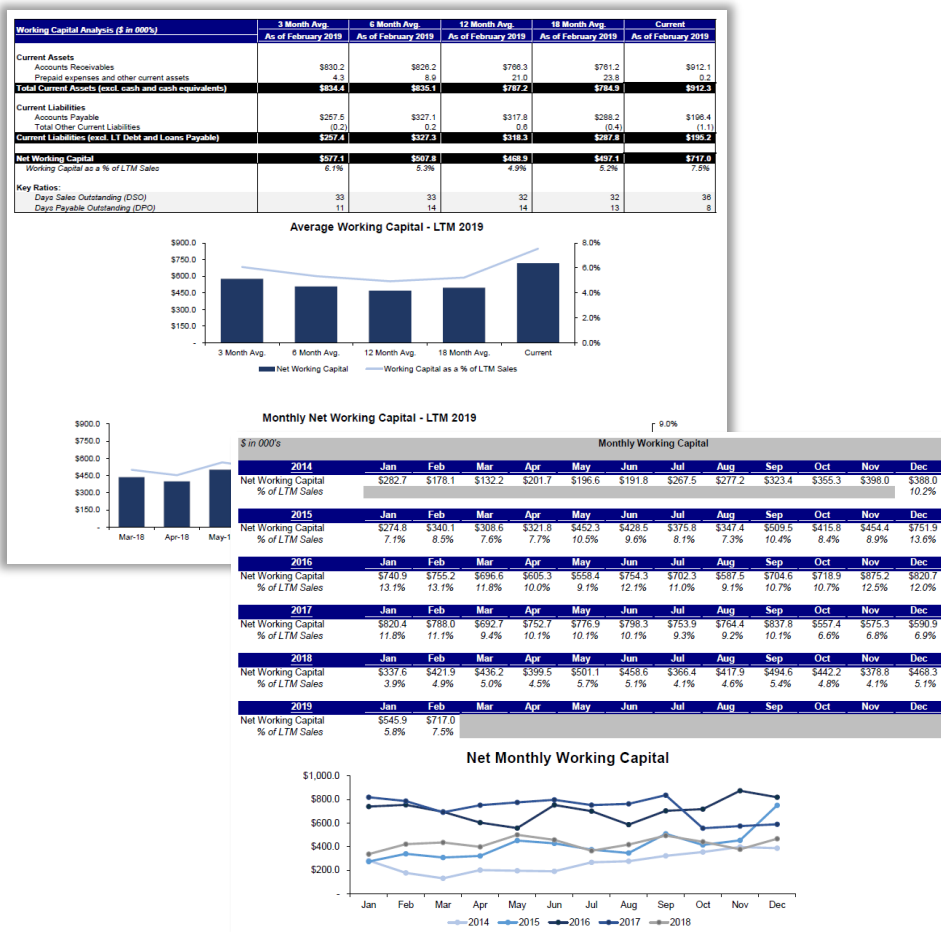 Working Capital Analysis ($ in 000's) 3 Month Avg. 6 Month Avg. 12 Month Avg. 18 Month Avg. Current
As of February 2019 As of February 2019 As of February 2019 As of February 2019 As of February 2019
Current Assets
Accounts Receivables $830.2 $826.2 $766.3 $761.2 $912.1
Prepaid expenses and other current assets 4.3 8.9 21.0 23.8 0.2
Total Current Assets (excl. cash and cash equivalents) $834.4 $835.1 $787.2 $784.9 $912.3
Current Liabilities
Accounts Payable $257.5 $327.1 $317.8 $288.2 $196.4
Total Other Current Liabilities (0.2) 0.2 0.6 (0.4) (1.1)
Current Liabilities (excl. LT Debt and Loans Payable) $257.4 $327.3 $318.3 $287.8 $195.2
Net Working Capital $577.1 $507.8 $468.9 $497.1 $717.0
Working Capital as a % of LTM Sales 6.1% 5.3% 4.9% 5.2% 7.5%
Key Ratios:
Days Sales Outstanding (DSO) 33 33 32 32 36
Days Payable Outstanding (DPO) 11 14 14 13 8
Average Working Capital - LTM 2019
$900.0 8.0%
$750.0
$600.0 6.0%
$450.0 4.0%
$300.0
$150.0 2.0%
- 0.0%
3 Month Avg. 6 Month Avg. 12 Month Avg. 18 Month Avg. Current
Net Working Capital Working Capital as a % of LTM Sales
Monthly Net Working Capital - LTM 2019
$900.0 9.0%
$750.0
$600.0
$450.0
$300.0
$150.0
-
Mar-18 Apr-18 May-1
$ in 000's Monthly Working Capital
2014 Jan Feb Mar Apr May Jun Jul Aug Sep Oct Nov Dec
Net Working Capital $282.7 $178.1 $132.2 $201.7 $196.6 $191.8 $267.5 $277.2 $323.4 $355.3 $398.0 $388.0
% of LTM Sales 10.2%
2015 Jan Feb Mar Apr May Jun Jul Aug Sep Oct Nov Dec
Net Working Capital $274.8 $340.1 $308.6 $321.8 $452.3 $428.5 $375.8 $347.4 $509.5 $415.8 $454.4 $751.9
% of LTM Sales 7.1% 8.5% 7.6% 7.7% 10.5% 9.6% 8.1% 7.3% 10.4% 8.4% 8.9% 13.6%
2016 Jan Feb Mar Apr May Jun Jul Aug Sep Oct Nov Dec
Net Working Capital $740.9 $755.2 $696.6 $605.3 $558.4 $754.3 $702.3 $587.5 $704.6 $718.9 $875.2 $820.7
% of LTM Sales 13.1% 13.1% 11.8% 10.0% 9.1% 12.1% 11.0% 9.1% 10.7% 10.7% 12.5% 12.0%
2017 Jan Feb Mar Apr May Jun Jul Aug Sep Oct Nov Dec
Net Working Capital $820.4 $788.0 $692.7 $752.7 $776.9 $798.3 $753.9 $764.4 $837.8 $557.4 $575.3 $590.9
% of LTM Sales 11.8% 11.1% 9.4% 10.1% 10.1% 10.1% 9.3% 9.2% 10.1% 6.6% 6.8% 6.9%
2018 Jan Feb Mar Apr May Jun Jul Aug Sep Oct Nov Dec
Net Working Capital $337.6 $421.9 $436.2 $399.5 $501.1 $458.6 $366.4 $417.9 $494.6 $442.2 $378.8 $468.3
% of LTM Sales 3.9% 4.9% 5.0% 4.5% 5.7% 5.1% 4.1% 4.6% 5.4% 4.8% 4.1% 5.1%
2019 Jan Feb Mar Apr May Jun Jul Aug Sep Oct Nov Dec
Net Working Capital $545.9 $717.0
% of LTM Sales 5.8% 7.5%
Net Monthly Working Capital
$1,000.0
$800.0
$600.0
$400.0
$200.0
-
Jan Feb Mar Apr May Jun Jul Aug Sep Oct Nov Dec
2014 2015 2016 2017 2018